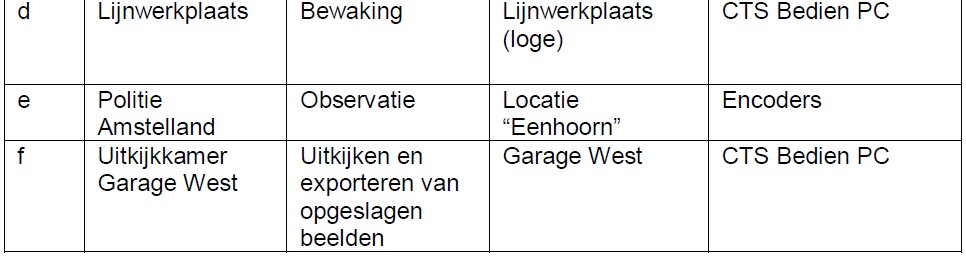 d Lijnwerkplaats Bewaking Lijnwerkplaats CTS Bedien PC
(loge)
e Politie Observatie Locatie Encoders
Amstelland “Eenhoorn”
f Uitkijkkamer Uitkijken en Garage West CTS Bedien PC
Garage West exporteren van
opgeslagen
beelden